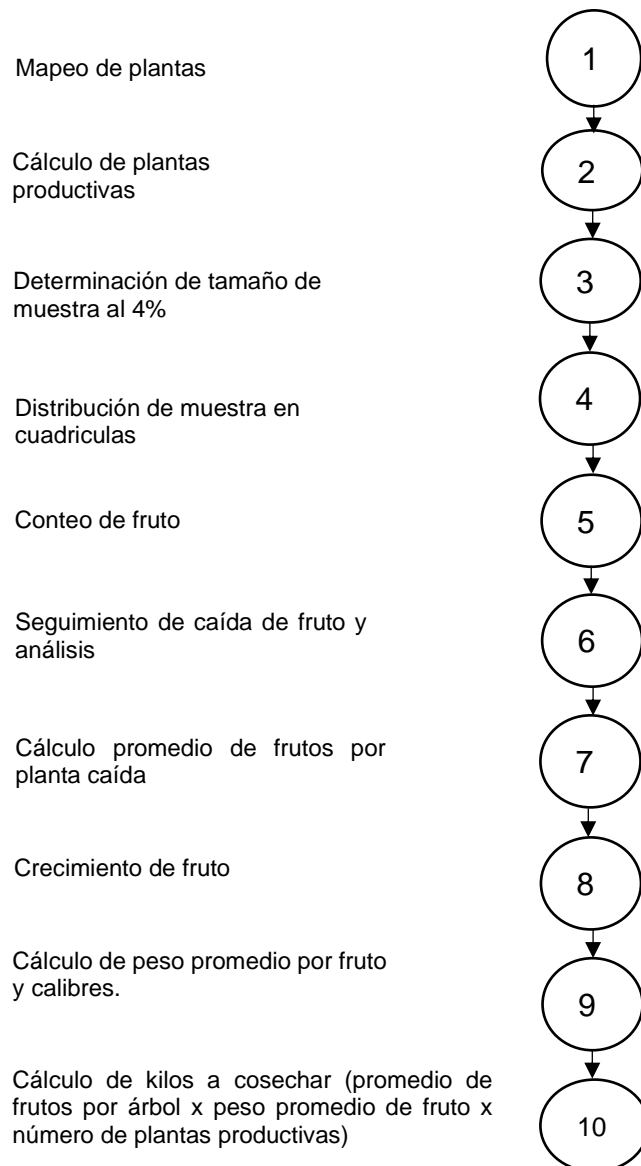 Mapeo de plantas
1
Cálculo de plantas
productivas
2
Determinación de tamaño de
muestra al 4%
3
Distribución de muestra en
cuadriculas
4
Conteo de fruto
5
Seguimiento de caída de fruto y
análisis
6
Cálculo promedio de frutos por
planta caída
7
Crecimiento de fruto
8
Cálculo de peso promedio por fruto
y calibres.
9
Cálculo de kilos a cosechar (promedio de
frutos por árbol x peso promedio de fruto x
número de plantas productivas)
10